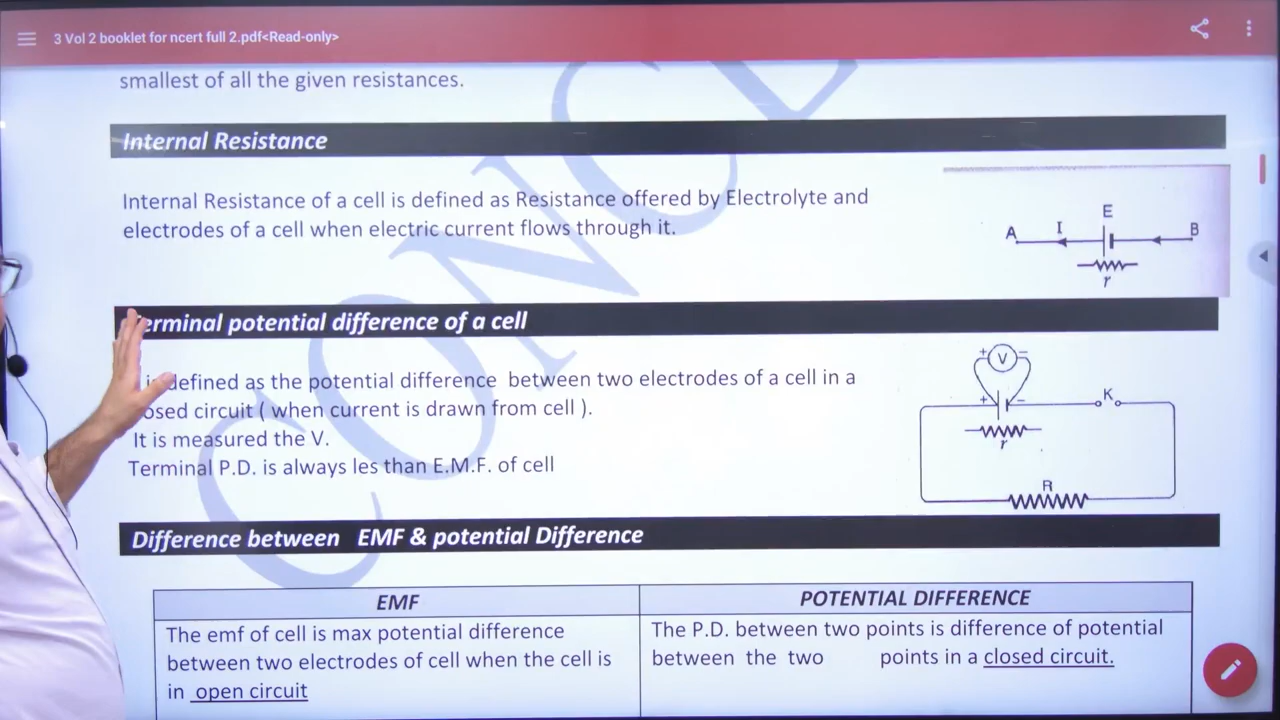 3 Vol 2 booklet for ncert full 2.pdf<Read-only>
smallest of all the given resistances.
Internal Resistance
Internal Resistance of a cell is defined as Resistance offered by Electrolyte and
electrodes of a cell when electric current flows through it.
E
A I B
r
erminal potential difference of a cell
defined as the potential difference between two electrodes of a cell in a
osed circuit ( when current is drawn from cell ).
It is measured the V.
Terminal P.D. is always les than E.M.F. of cell
+ V −
+ − K
r
R
Difference between EMF & potential Difference
EMF
The emf of cell is max potential difference
between two electrodes of cell when the cell is
in open circuit
POTENTIAL DIFFERENCE
The P.D. between two points is difference of potential
between the two points in a closed circuit.
CONCE